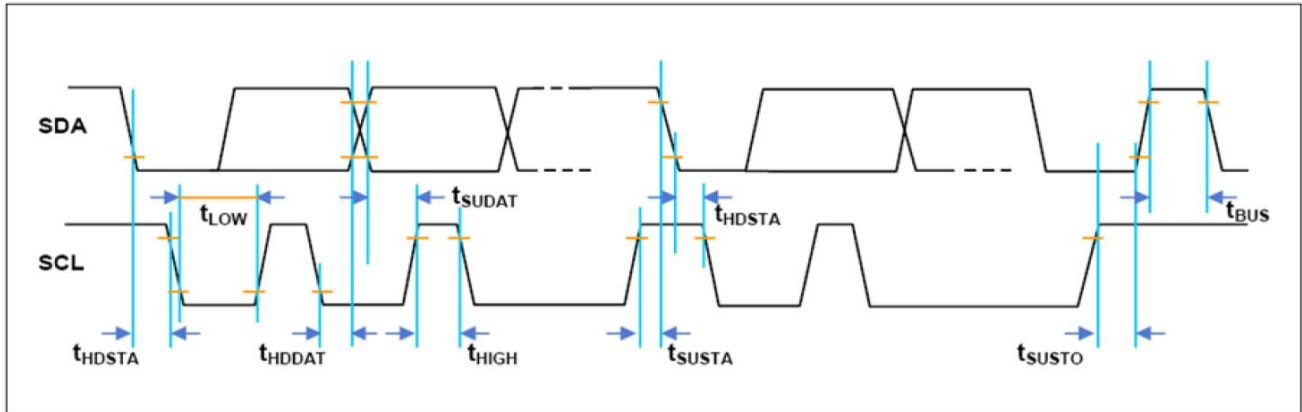 SDA
tSUDAT
tLOW
tHDSTA
tBUS
SCL
tHDSTA
tHDDAT
tHIGH
tSUSTA
tSUSTO